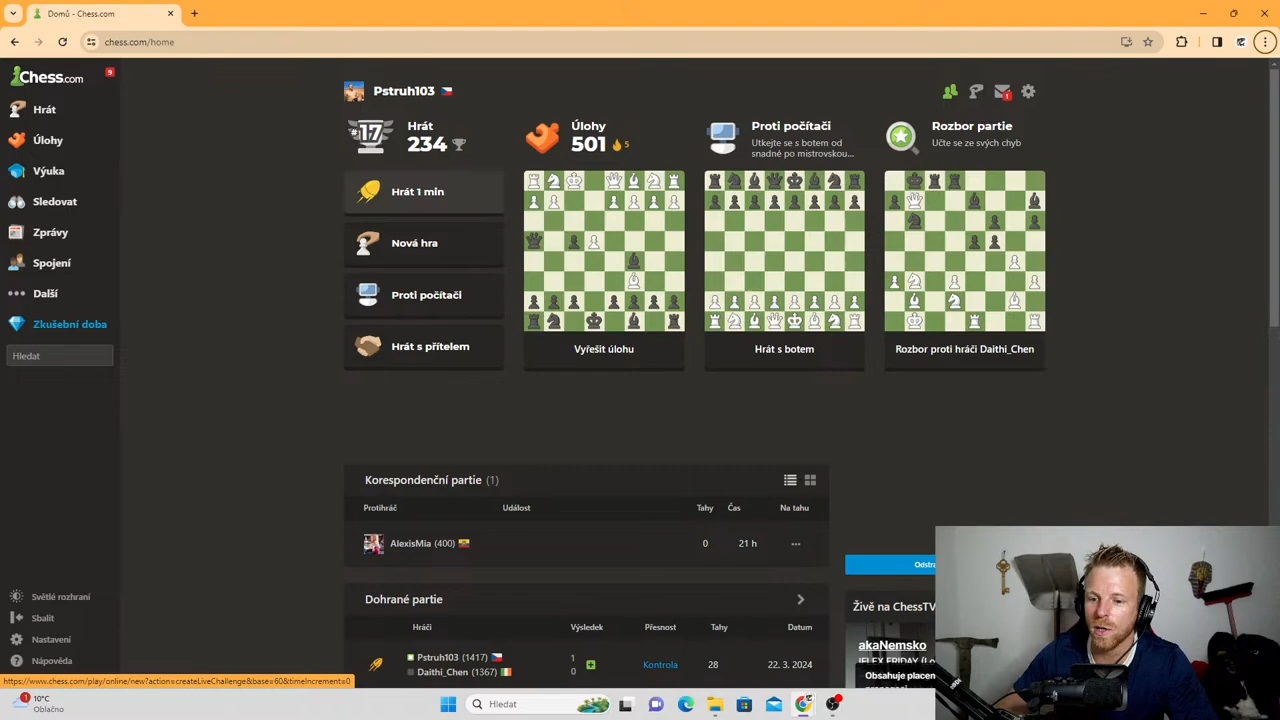 Domů - Chess.com
chess.com/home
Chess.com
9
Hrát
Úlohy
Výuka
Sledovat
Zprávy
Spojení
Další
Zkušební doba
Hledat
Světlé rozhraní
Sbalit
Nastavení
Nápověda
Pstruh103
1
#17
Hrát
234
Úlohy
501
5
Proti počítači
Utkejte se s botem od
snadné po mistrovskou...
Rozbor partie
Učte se ze svých chyb
Hrát 1 min
Nová hra
Proti počítači
Hrát s přítelem
Vyřešit úlohu
Hrát s botem
Rozbor proti hráči Daithi_Chen
Korespondenční partie (1)
Protihráč Událost Tahy Čas Na tahu
AlexisMia (400) 0 21 h
Dohrané partie
Hráči Výsledek Přesnost Tahy Datum
Pstruh103 (1417) 1 Kontrola 28 22. 3. 2024
Daithi_Chen (1367) 0
Odstra
Živě na ChessTV
akaNemsko
Obsahuje placen
https://www.chess.com/play/online/new?action=createLiveChallenge&base=60&timeIncrement=0
1
10°C
Oblačno
Hledat